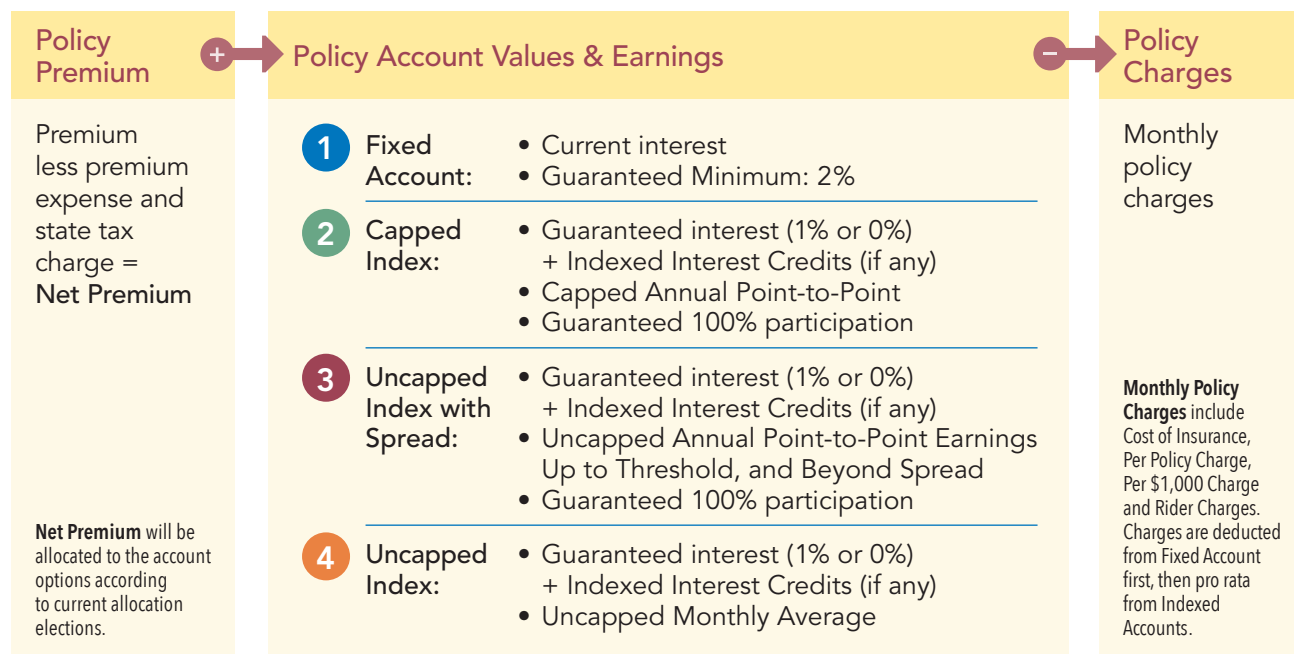 Policy
Premium
+
Premium
less premium
expense and
state tax
charge =
Net Premium
Net Premium will be
allocated to the account
options according
to current allocation
elections.
Policy Account Values & Earnings
−
1 Fixed
Account:
• Current interest
• Guaranteed Minimum: 2%
2 Capped
Index:
• Guaranteed interest (1% or 0%)
+ Indexed Interest Credits (if any)
• Capped Annual Point-to-Point
• Guaranteed 100% participation
3 Uncapped
Index with
Spread:
• Guaranteed interest (1% or 0%)
+ Indexed Interest Credits (if any)
• Uncapped Annual Point-to-Point Earnings
Up to Threshold, and Beyond Spread
• Guaranteed 100% participation
4 Uncapped
Index:
• Guaranteed interest (1% or 0%)
+ Indexed Interest Credits (if any)
• Uncapped Monthly Average
Policy
Charges
Monthly
policy
charges
Monthly Policy
Charges include
Cost of Insurance,
Per Policy Charge,
Per $1,000 Charge
and Rider Charges.
Charges are deducted
from Fixed Account
first, then pro rata
from Indexed
Accounts.